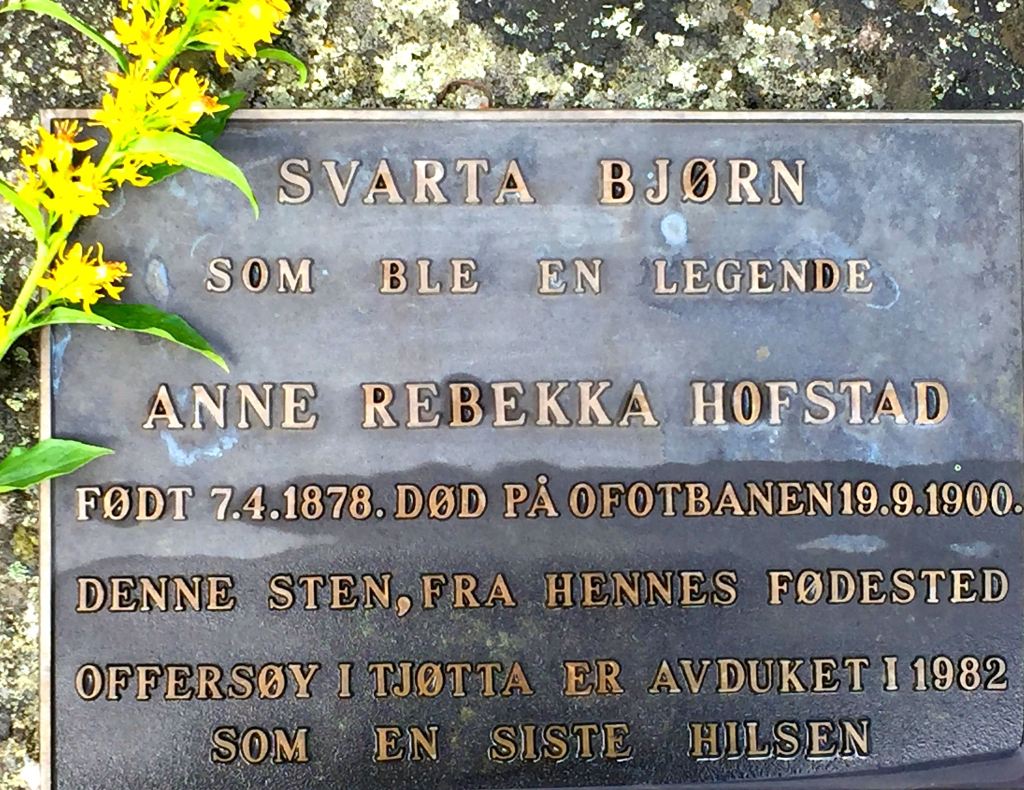 SVARTA BJØRN
SOM BLE EN LEGENDE
ANNE REBEKKA HOFSTAD
FØDT 7.4.1878. DØD PÅ OFOTBANEN 19.9.1900.
DENNE STEN, FRA HENNES FØDESTED
OFFERSØY I TJØTTA ER AVDUKET I 1982
SOM EN SISTE HILSEN